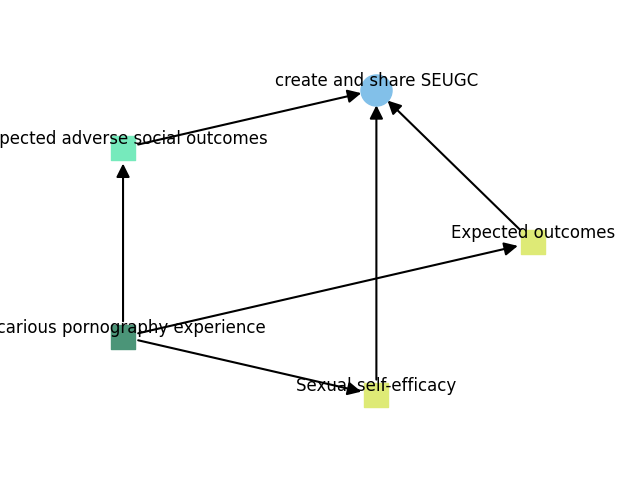 create and share SEUGC
pected adverse social outcomes
Expected outcomes
carious pornography experience
Sexual self-efficacy